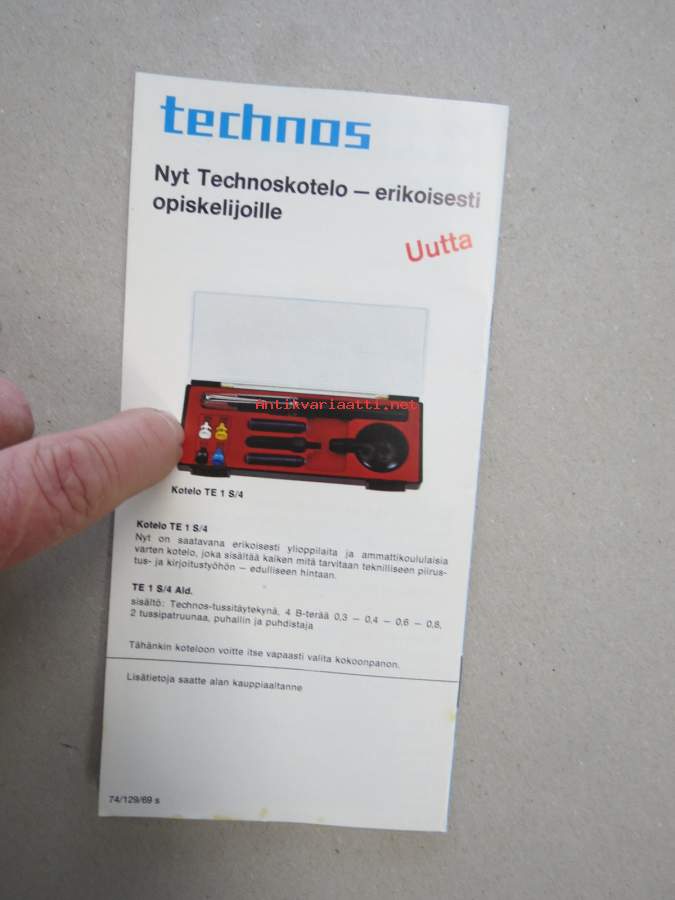 technos
Nyt Technoskotelo – erikoisesti
opiskelijoille
Uutta
Antikvariaatti.net
Kotelo TE 1 S/4
Kotelo TE 1 S/4
Nyt on saatavana erikoisesti ylioppilaita ja ammattikoululaisia
varten kotelo, joka sisältää kaiken mitä tarvitaan teknilliseen piirus-
tus- ja kirjoitustyöhön – edulliseen hintaan.
TE 1 S/4 Ald.
sisältö: Technos-tussitäytekynä, 4 B-terää 0,3 – 0,4 – 0,6 – 0,8,
2 tussipatruunaa, puhallin ja puhdistaja
Tähänkin koteloon voitte itse vapaasti valita kokoonpanon.
Lisätietoja saatte alan kauppiaaltanne
74/129/69 s